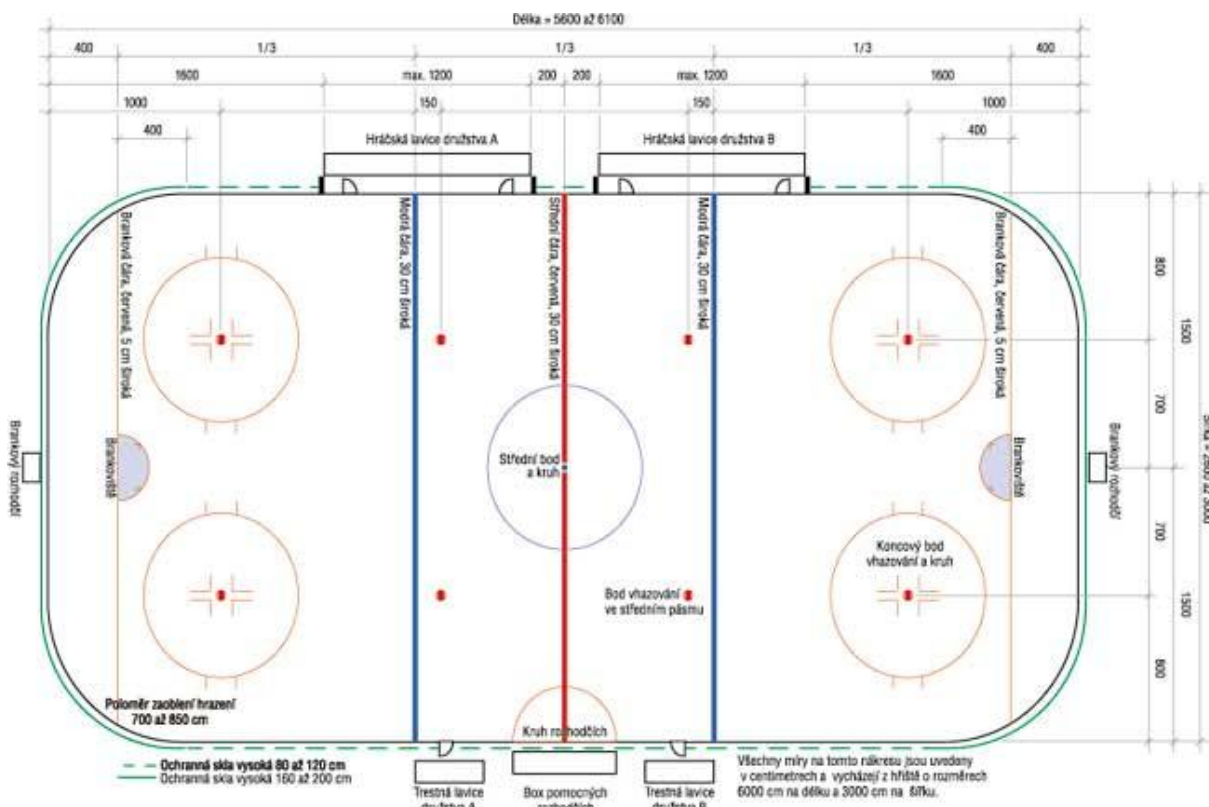 Délka = 5600 až 6100
400
1/3
1/3
1/3
400
1600
max. 1200
200
200
max. 1200
1600
1000
150
150
1000
400
400
Hráčská lavice družstva A
Hráčská lavice družstva B
Branková čára, červená, 5 cm široká
Modrá čára, 30 cm široká
Střední čára, červená, 30 cm široká
Modrá čára, 30 cm široká
Branková čára, červená, 5 cm široká
800
1500
700
Brankový rozhodčí
Brankoviště
Střední bod
a kruh
Brankoviště
Brankový rozhodčí
700
Koncový bod
vhazování a kruh
Bod vhazování
ve středním pásmu
1500
800
Poloměr zaoblení hrazení
700 až 850 cm
Kruh rozhodčích
Ochranná skla vysoká 80 až 120 cm
Ochranná skla vysoká 160 až 200 cm
Trestná lavice
družstva A
Box pomocných
rozhodčích
Trestná lavice
družstva B
Všechny míry na tomto nákresu jsou uvedeny
v centimetrech a vycházejí z hřiště o rozměrech
6000 cm na délku a 3000 cm na šířku.